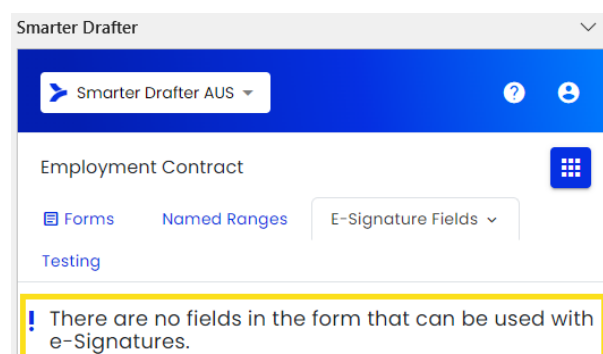 Smarter Drafter
Smarter Drafter AUS
Employment Contract
Forms Named Ranges E-Signature Fields
Testing
! There are no fields in the form that can be used with
e-Signatures.